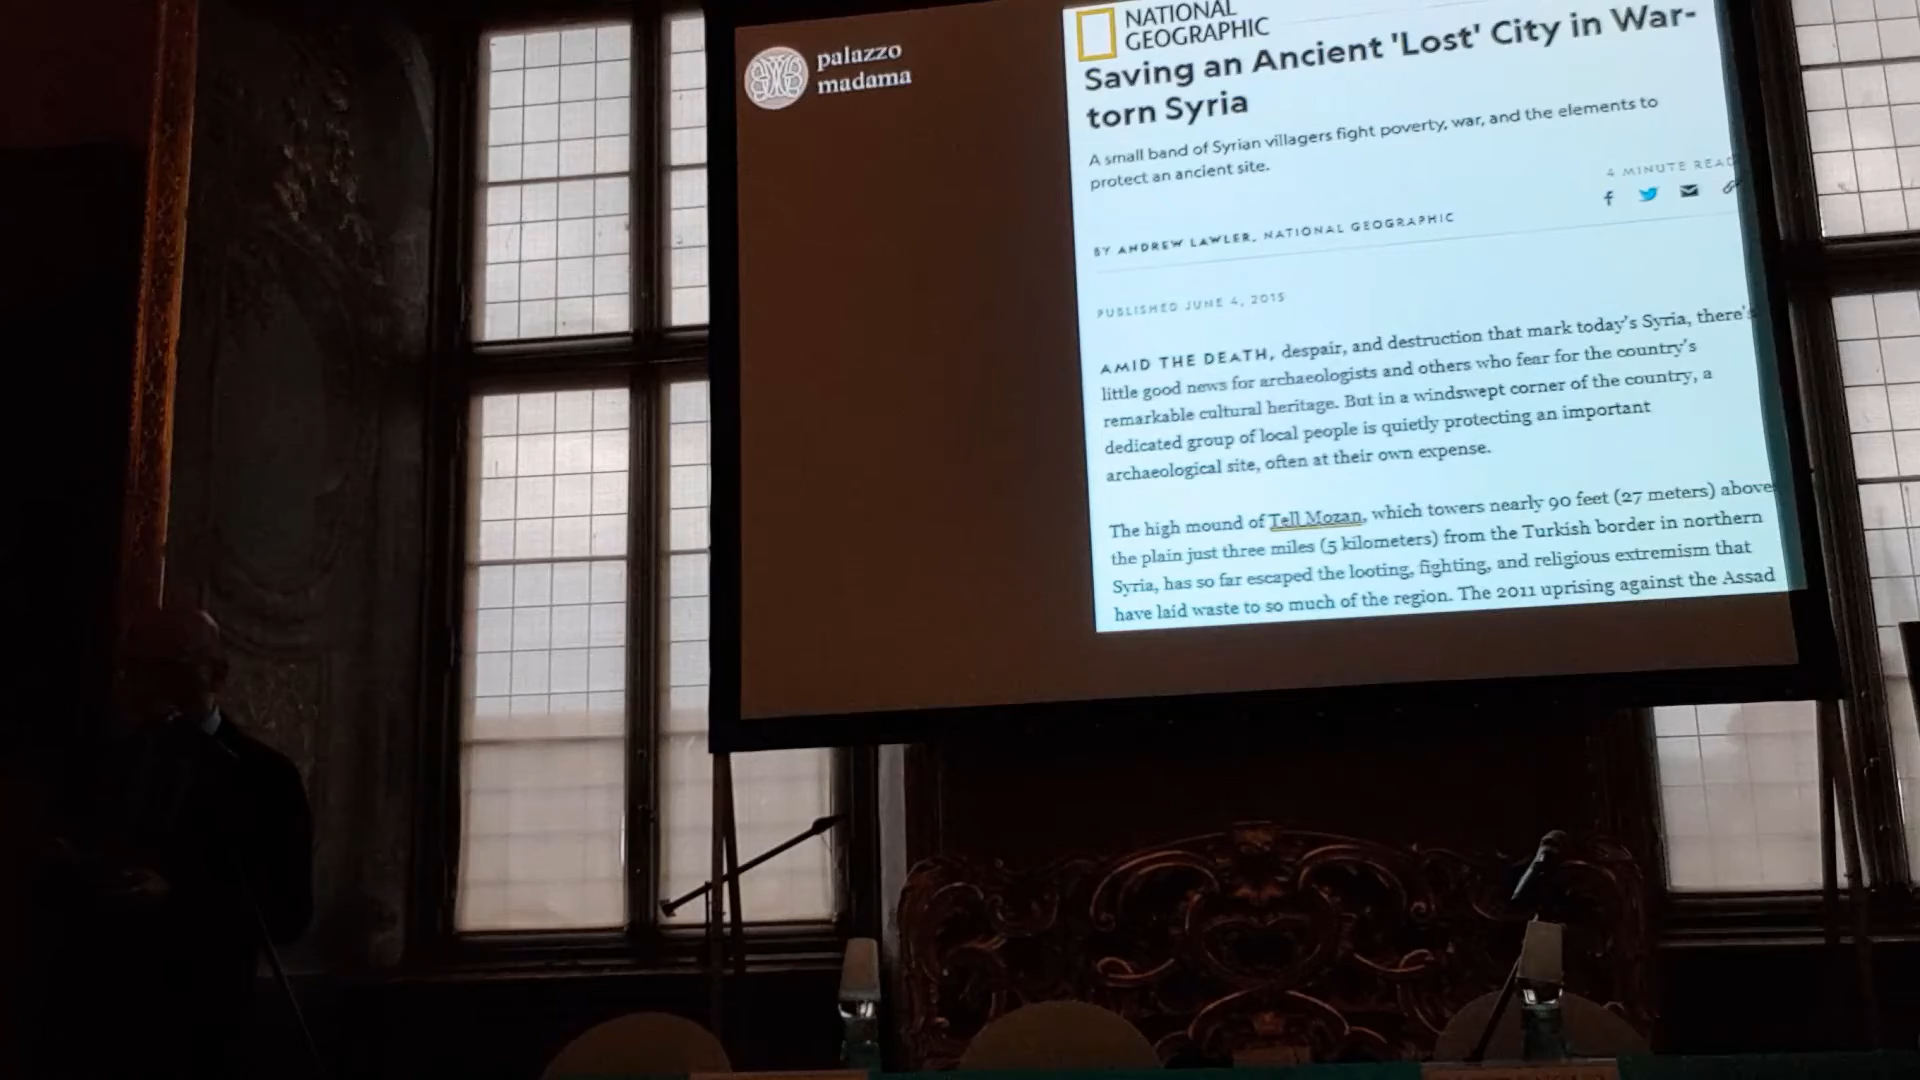 palazzo
madama
NATIONAL
GEOGRAPHIC
Saving an Ancient 'Lost' City in War-
torn Syria
A small band of Syrian villagers fight poverty, war, and the elements to
protect an ancient site.
4 MINUTE READ
BY ANDREW LAWLER, NATIONAL GEOGRAPHIC
PUBLISHED JUNE 4, 2015
AMID THE DEATH, despair, and destruction that mark today's Syria, there's
little good news for archaeologists and others who fear for the country's
remarkable cultural heritage. But in a windswept corner of the country, a
dedicated group of local people is quietly protecting an important
archaeological site, often at their own expense.
The high mound of Tell Mozan, which towers nearly 90 feet (27 meters) above
the plain just three miles (5 kilometers) from the Turkish border in northern
Syria, has so far escaped the looting, fighting, and religious extremism that
have laid waste to so much of the region. The 2011 uprising against the Assad